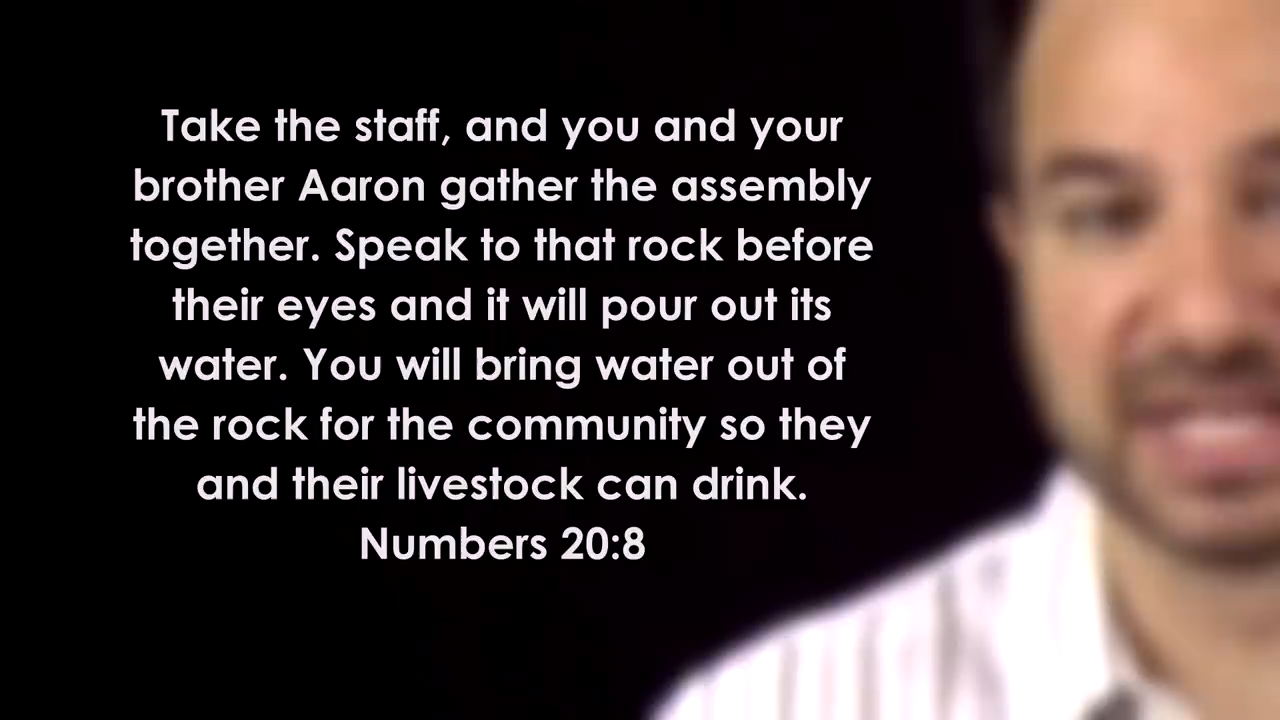 Take the staff, and you and your
brother Aaron gather the assembly
together. Speak to that rock before
their eyes and it will pour out its
water. You will bring water out of
the rock for the community so they
and their livestock can drink.
Numbers 20:8